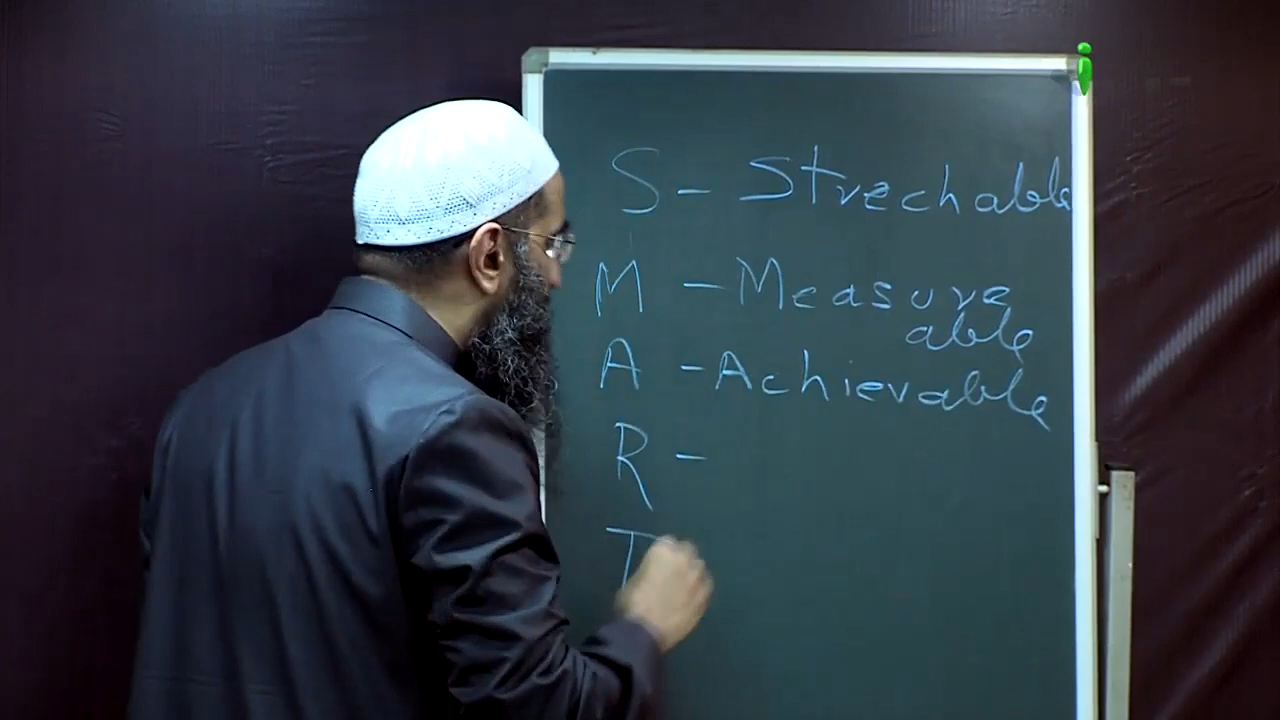 S - Strechable
M - Measure
able
A - Achievable
R -
T